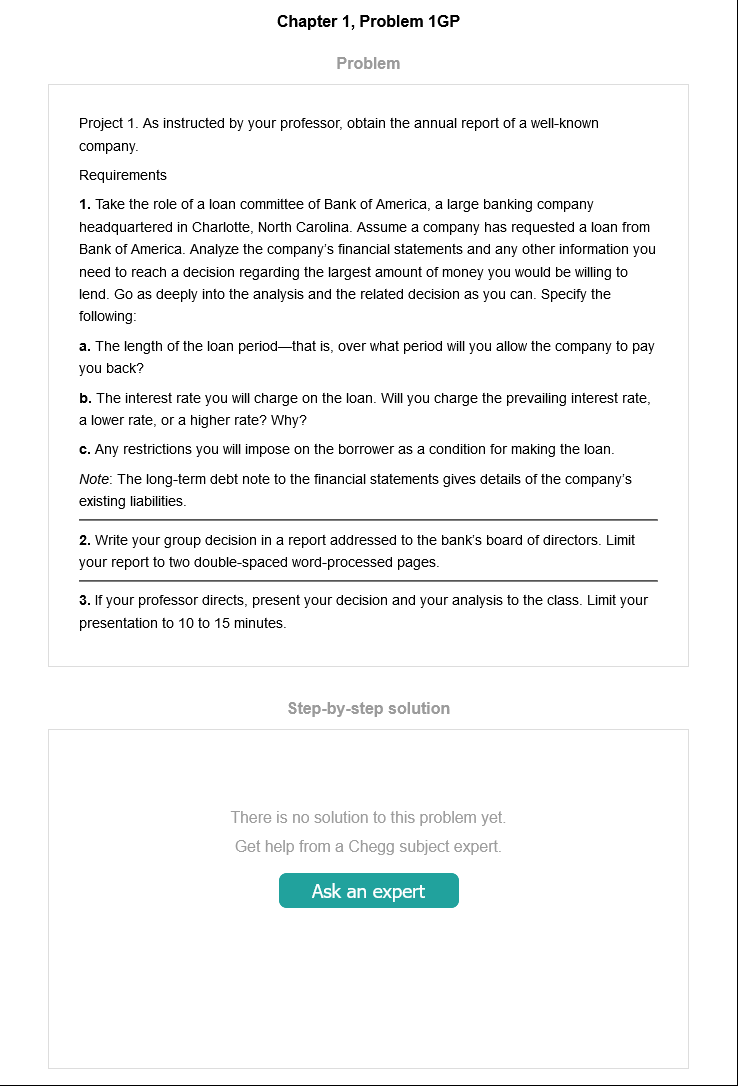 Chapter 1, Problem 1GP
Problem
Project 1. As instructed by your professor, obtain the annual report of a well-known
company.
Requirements
1. Take the role of a loan committee of Bank of America, a large banking company
headquartered in Charlotte, North Carolina. Assume a company has requested a loan from
Bank of America. Analyze the company's financial statements and any other information you
need to reach a decision regarding the largest amount of money you would be willing to
lend. Go as deeply into the analysis and the related decision as you can. Specify the
following:
a. The length of the loan period—that is, over what period will you allow the company to pay
you back?
b. The interest rate you will charge on the loan. Will you charge the prevailing interest rate,
a lower rate, or a higher rate? Why?
c. Any restrictions you will impose on the borrower as a condition for making the loan.
Note: The long-term debt note to the financial statements gives details of the company's
existing liabilities.
2. Write your group decision in a report addressed to the bank's board of directors. Limit
your report to two double-spaced word-processed pages.
3. If your professor directs, present your decision and your analysis to the class. Limit your
presentation to 10 to 15 minutes.
Step-by-step solution
There is no solution to this problem yet.
Get help from a Chegg subject expert.
Ask an expert